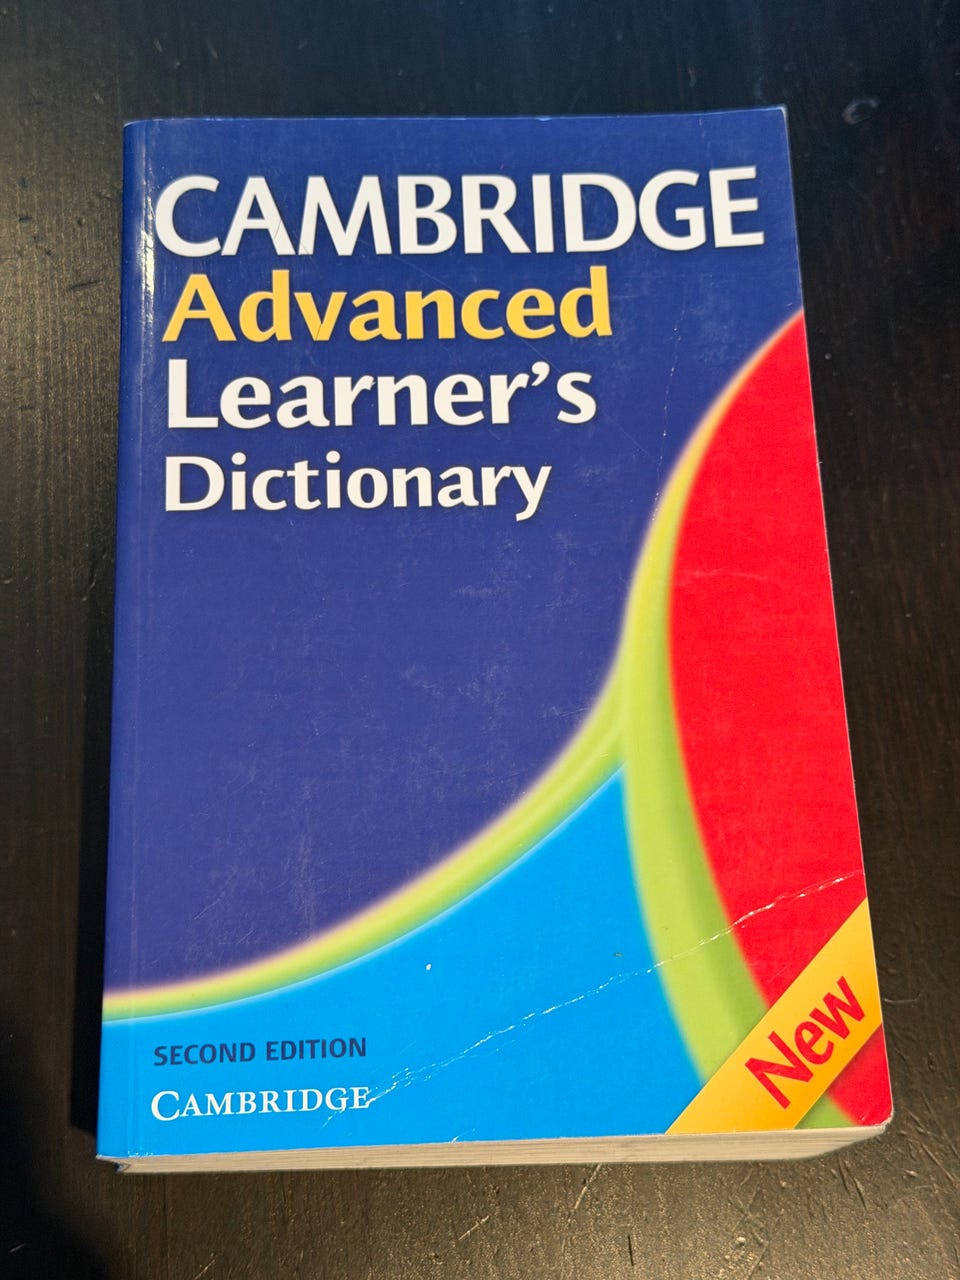 CAMBRIDGE
Advanced
Learner's
Dictionary
SECOND EDITION
CAMBRIDGE
New